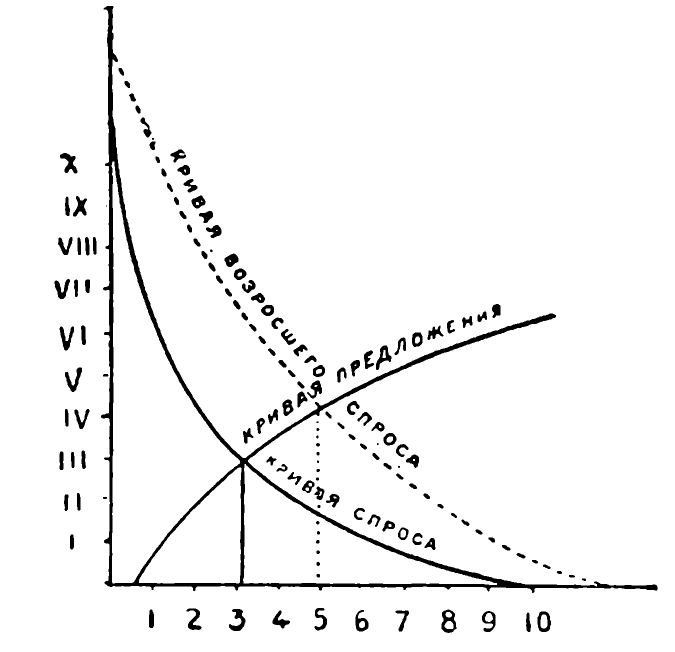 X
IX
VIII
VII
VI
V
IV
III
II
I
КРИВАЯ ВОЗРОСШЕГО СПРОСА
КРИВАЯ ПРЕДЛОЖЕНИЯ
КРИВАЯ СПРОСА
1 2 3 4 5 6 7 8 9 10